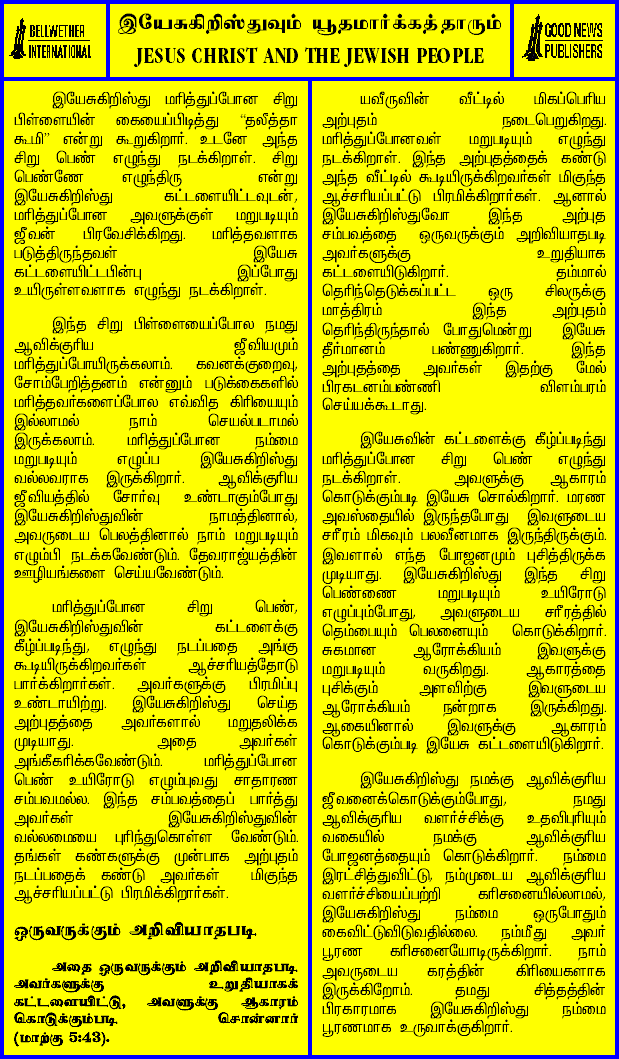 BELLWETHER
INTERNATIONAL
இயேசுகிறிஸ்துவும் யூதமார்க்கத்தாரும்
JESUS CHRIST AND THE JEWISH PEOPLE
GOOD NEWS
PUBLISHERS
இயேசுகிறிஸ்து மரித்துப்போன சிறு
பிள்ளையின் கையைப்பிடித்து “தலீத்தா
கூமி” என்று கூறுகிறார். உடனே அந்த
சிறு பெண் எழுந்து நடக்கிறாள். சிறு
பெண்ணே எழுந்திரு என்று
இயேசுகிறிஸ்து கட்டளையிட்டவுடன்,
மரித்துப்போன அவளுக்குள் மறுபடியும்
ஜீவன் பிரவேசிக்கிறது. மரித்தவளாக
படுத்திருந்தவள் இயேசு
கட்டளையிட்டபின்பு இப்போது
உயிருள்ளவளாக எழுந்து நடக்கிறாள்.
இந்த சிறு பிள்ளையைப்போல நமது
ஆவிக்குரிய ஜீவியமும்
மரித்துப்போயிருக்கலாம். கவனக்குறைவு,
சோம்பேறித்தனம் என்னும் படுக்கைகளில்
மரித்தவர்களைப்போல எவ்வித கிரியையும்
இல்லாமல் நாம் செயல்படாமல்
இருக்கலாம். மரித்துப்போன நம்மை
மறுபடியும் எழுப்ப இயேசுகிறிஸ்து
வல்லவராக இருக்கிறார். ஆவிக்குரிய
ஜீவியத்தில் சோர்வு உண்டாகும்போது
இயேசுகிறிஸ்துவின் நாமத்தினால்,
அவருடைய பெலத்தினால் நாம் மறுபடியும்
எழும்பி நடக்கவேண்டும். தேவராஜ்யத்தின்
ஊழியங்களை செய்யவேண்டும்.
மரித்துப்போன சிறு பெண்,
இயேசுகிறிஸ்துவின் கட்டளைக்கு
கீழ்ப்படிந்து, எழுந்து நடப்பதை அங்கு
கூடியிருக்கிறவர்கள் ஆச்சரியத்தோடு
பார்க்கிறார்கள். அவர்களுக்கு பிரமிப்பு
உண்டாயிற்று. இயேசுகிறிஸ்து செய்த
அற்புதத்தை அவர்களால் மறுதலிக்க
முடியாது. அதை அவர்கள்
அங்கீகரிக்கவேண்டும். மரித்துப்போன
பெண் உயிரோடு எழும்புவது சாதாரண
சம்பவமல்ல. இந்த சம்பவத்தைப் பார்த்து
அவர்கள் இயேசுகிறிஸ்துவின்
வல்லமையை புரிந்துகொள்ள வேண்டும்.
தங்கள் கண்களுக்கு முன்பாக அற்புதம்
நடப்பதைக் கண்டு அவர்கள் மிகுந்த
ஆச்சரியப்பட்டு பிரமிக்கிறார்கள்.
ஒருவருக்கும் அறிவியாதபடி
அதை ஒருவருக்கும் அறிவியாதபடி
அவர்களுக்கு உறுதியாகக்
கட்டளையிட்டு, அவளுக்கு ஆகாரம்
கொடுக்கும்படி சொன்னார்
(மாற்கு 5:43).
யவீருவின் வீட்டில் மிகப்பெரிய
அற்புதம் நடைபெறுகிறது.
மரித்துப்போனவள் மறுபடியும் எழுந்து
நடக்கிறாள். இந்த அற்புதத்தைக் கண்டு
அந்த வீட்டில் கூடியிருக்கிறவர்கள் மிகுந்த
ஆச்சரியப்பட்டு பிரமிக்கிறார்கள். ஆனால்
இயேசுகிறிஸ்துவோ இந்த அற்புத
சம்பவத்தை ஒருவருக்கும் அறிவியாதபடி
அவர்களுக்கு உறுதியாக
கட்டளையிடுகிறார். தம்மால்
தெரிந்தெடுக்கப்பட்ட ஒரு சிலருக்கு
மாத்திரம் இந்த அற்புதம்
தெரிந்திருந்தால் போதுமென்று இயேசு
தீர்மானம் பண்ணுகிறார். இந்த
அற்புதத்தை அவர்கள் இதற்கு மேல்
பிரகடனம்பண்ணி விளம்பரம்
செய்யக்கூடாது.
இயேசுவின் கட்டளைக்கு கீழ்ப்படிந்து
மரித்துப்போன சிறு பெண் எழுந்து
நடக்கிறாள். அவளுக்கு ஆகாரம்
கொடுக்கும்படி இயேசு சொல்கிறார். மரண
அவஸ்தையில் இருந்தபோது இவளுடைய
சரீரம் மிகவும் பலவீனமாக இருந்திருக்கும்.
இவளால் எந்த போஜனமும் புசித்திருக்க
முடியாது. இயேசுகிறிஸ்து இந்த சிறு
பெண்ணை மறுபடியும் உயிரோடு
எழுப்பும்போது, அவளுடைய சரீரத்தில்
தெம்பையும் பெலனையும் கொடுக்கிறார்.
சுகமான ஆரோக்கியம் இவளுக்கு
மறுபடியும் வருகிறது. ஆகாரத்தை
புசிக்கும் அளவிற்கு இவளுடைய
ஆரோக்கியம் நன்றாக இருக்கிறது.
ஆகையினால் இவளுக்கு ஆகாரம்
கொடுக்கும்படி இயேசு கட்டளையிடுகிறார்.
இயேசுகிறிஸ்து நமக்கு ஆவிக்குரிய
ஜீவனைக்கொடுக்கும்போது, நமது
ஆவிக்குரிய வளர்ச்சிக்கு உதவிபுரியும்
வகையில் நமக்கு ஆவிக்குரிய
போஜனத்தையும் கொடுக்கிறார். நம்மை
இரட்சித்துவிட்டு, நம்முடைய ஆவிக்குரிய
வளர்ச்சியைப்பற்றி கரிசனையில்லாமல்,
இயேசுகிறிஸ்து நம்மை ஒருபோதும்
கைவிட்டுவிடுவதில்லை. நம்மீது அவர்
பூரண கரிசனையோடிருக்கிறார். நாம்
அவருடைய கரத்தின் கிரியைகளாக
இருக்கிறோம். தமது சித்தத்தின்
பிரகாரமாக இயேசுகிறிஸ்து நம்மை
பூரணமாக உருவாக்குகிறார்.